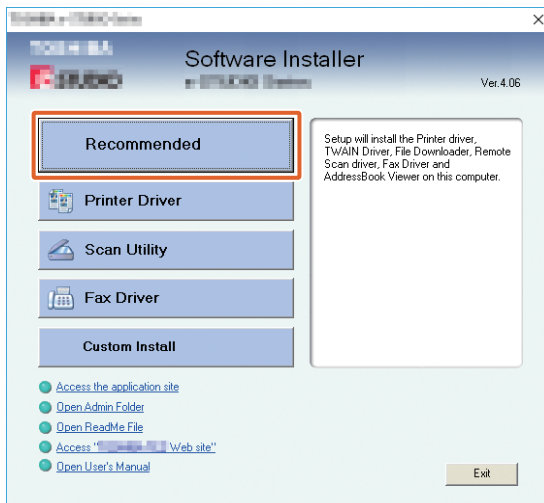 Software Installer
Ver.4.06
Recommended
Setup will install the Printer driver,
TWAIN Driver, File Downloader, Remote
Scan driver, Fax Driver and
AddressBook Viewer on this computer.
Printer Driver
Scan Utility
Fax Driver
Custom Install
Access the application site
Open Admin Folder
Open ReadMe File
Access " Web site"
Open User's Manual
Exit